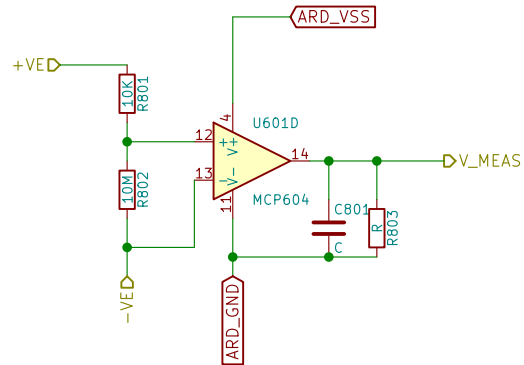 ARD_VSS
+VE
10K
R801
4
U601D
12
+
V+
14
V_MEAS
13
-
V-
11
MCP604
10M
R802
C801
C
R
R803
-VE
ARD_GND